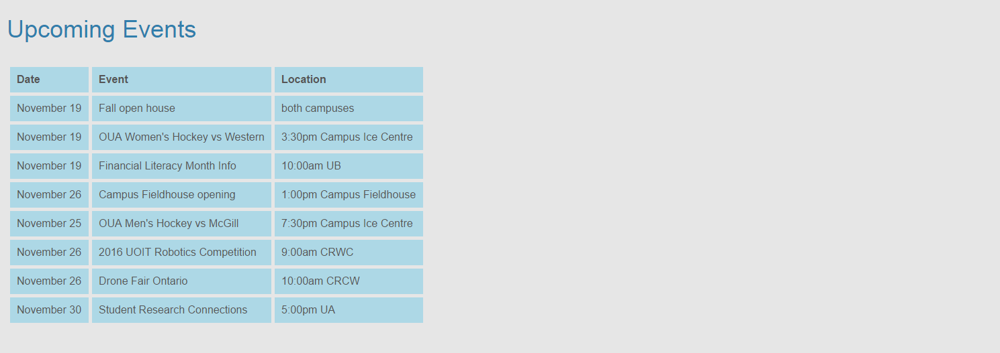 Upcoming Events
Date Event Location
November 19 Fall open house both campuses
November 19 OUA Women's Hockey vs Western 3:30pm Campus Ice Centre
November 19 Financial Literacy Month Info 10:00am UB
November 26 Campus Fieldhouse opening 1:00pm Campus Fieldhouse
November 25 OUA Men's Hockey vs McGill 7:30pm Campus Ice Centre
November 26 2016 UOIT Robotics Competition 9:00am CRWC
November 26 Drone Fair Ontario 10:00am CRCW
November 30 Student Research Connections 5:00pm UA